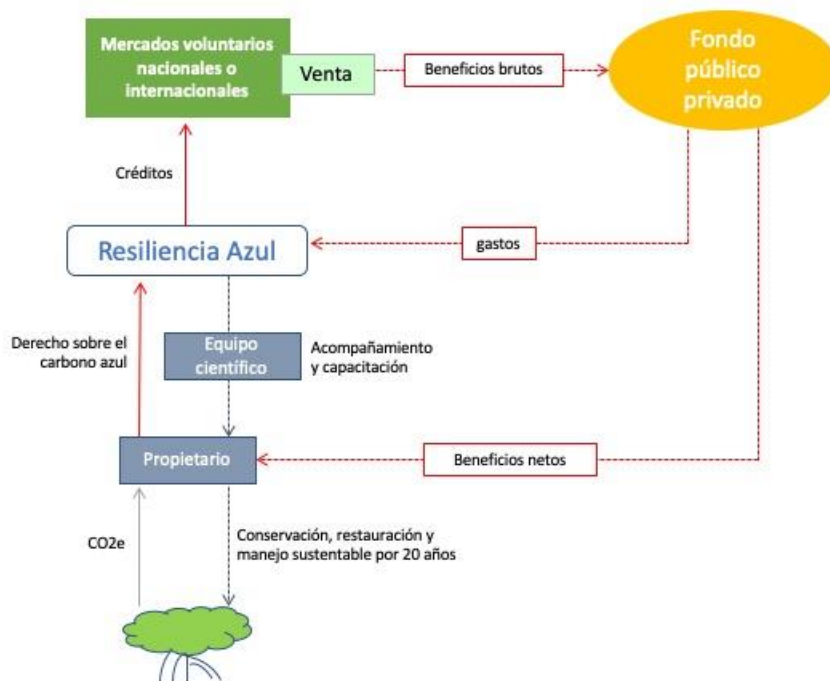 Mercados voluntarios
nacionales o
internacionales
Venta
Beneficios brutos
Fondo
público
privado
Créditos
Resiliencia Azul
gastos
Derecho sobre el
carbono azul
Equipo
científico
Acompañamiento
y capacitación
Propietario
Beneficios netos
CO2e
Conservación, restauración y
manejo sustentable por 20 años